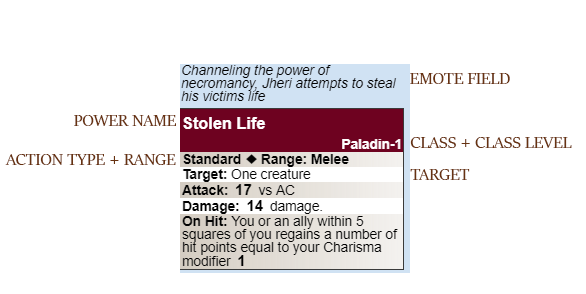 Channeling the power of
necromancy, Jheri attempts to steal
his victims life
EMOTE FIELD
POWER NAME
Stolen Life
Paladin-1
CLASS + CLASS LEVEL
ACTION TYPE + RANGE
Standard ◆ Range: Melee
Target: One creature
TARGET
Attack: 17 vs AC
Damage: 14 damage.
On Hit: You or an ally within 5
squares of you regains a number of
hit points equal to your Charisma
modifier 1